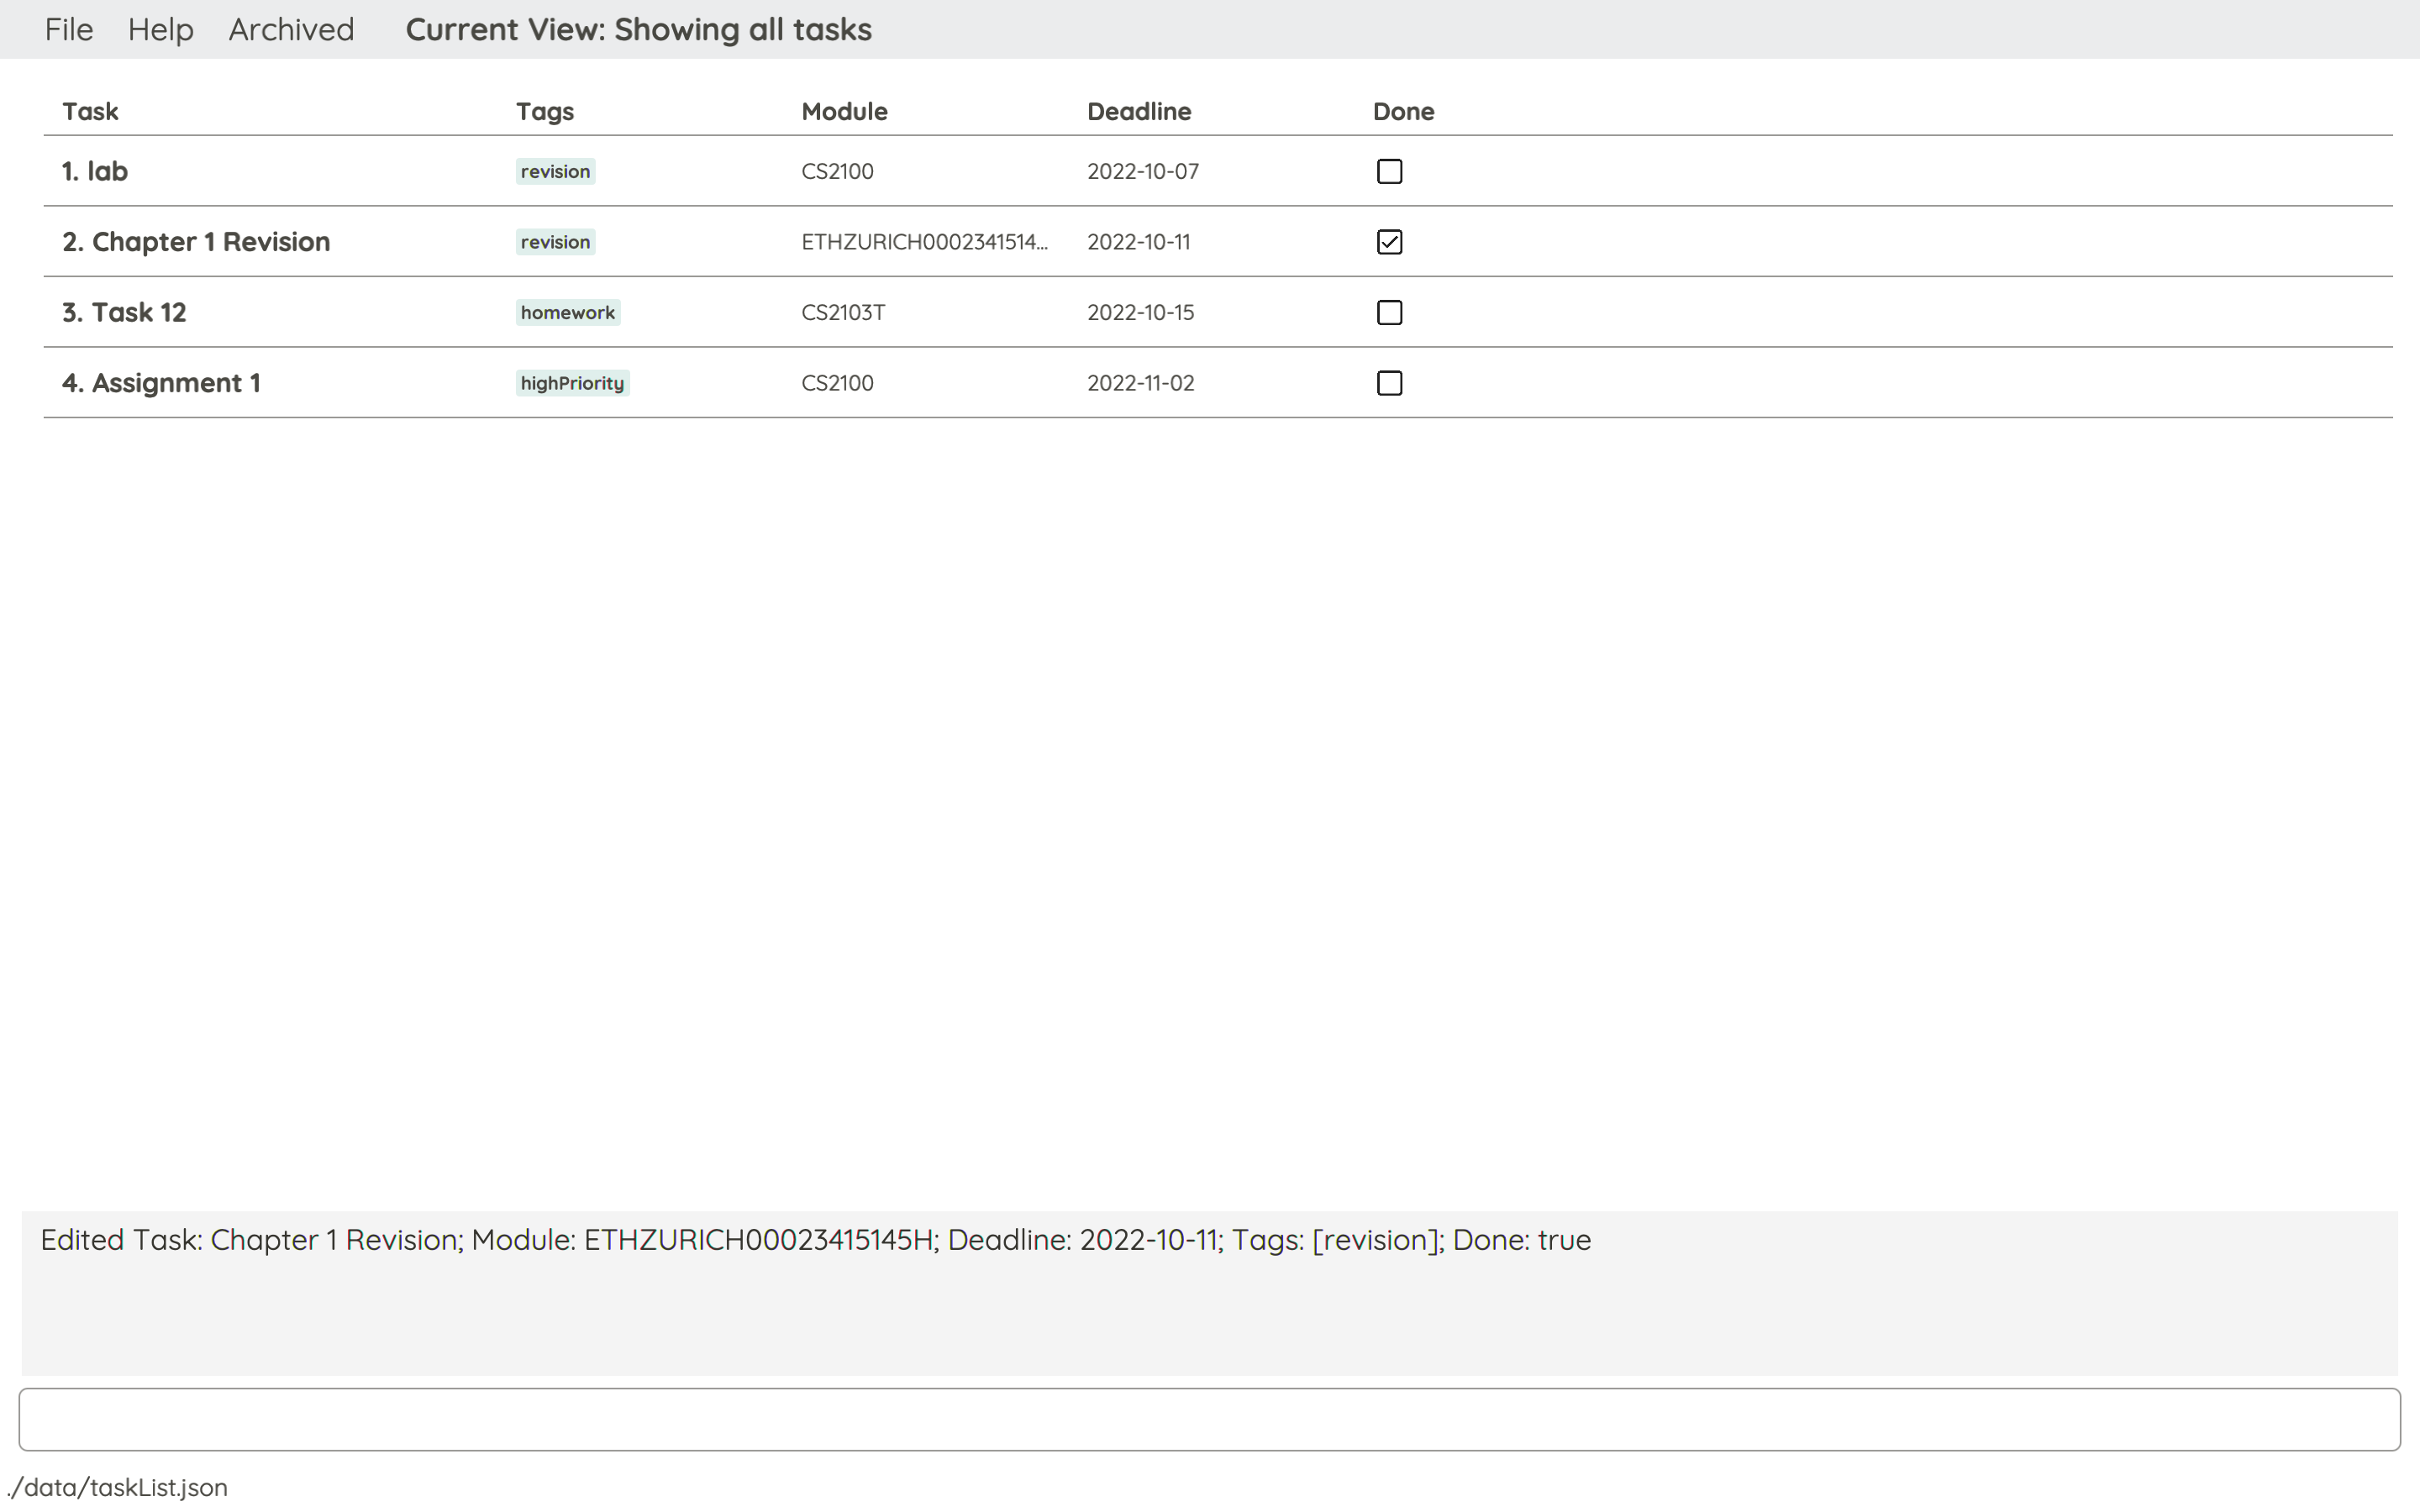 File Help Archived Current View: Showing all tasks
Task Tags Module Deadline Done
1. lab revision CS2100 2022-10-07
2. Chapter 1 Revision revision ETHZURICH0002341514... 2022-10-11
3. Task 12 homework CS2103T 2022-10-15
4. Assignment 1 highPriority CS2100 2022-11-02
Edited Task: Chapter 1 Revision; Module: ETHZURICH00023415145H; Deadline: 2022-10-11; Tags: [revision]; Done: true
./data/taskList.json